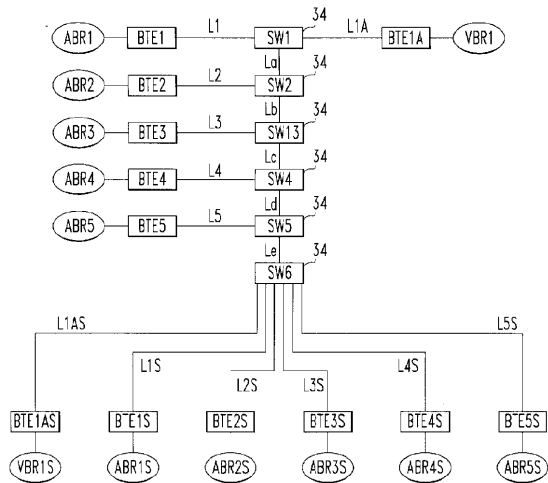 34
ABR1 BTE1 L1 SW1 L1A BTE1A VBR1
La 34
ABR2 BTE2 L2 SW2
Lb 34
ABR3 BTE3 L3 SW13
Lc 34
ABR4 BTE4 L4 SW4
Ld 34
ABR5 BTE5 L5 SW5
Le 34
SW6
L1AS L5S
L1S L4S
L2S L3S
BTE1AS BTE1S BTE2S BTE3S BTE4S BTE5S
VBR1S ABR1S ABR2S ABR3S ABR4S ABR5S